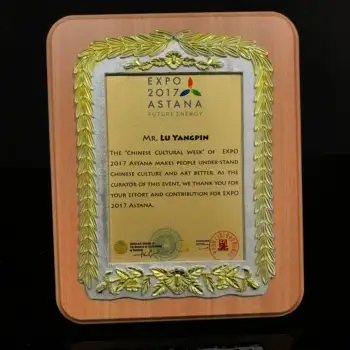 EXPO
2017
ASTANA
FUTURE ENERGY
MR. LU YANGPIN
THE "CHINESE CULTURAL WEEK" OF EXPO
2017 ASTANA MAKES PEOPLE UNDER-STAND
CHINESE CULTURE AND ART BETTER. AS THE
CURATOR OF THIS EVENT, WE THANK YOU FOR
YOUR EFFORT AND CONTRIBUTION FOR EXPO
2017 ASTANA.